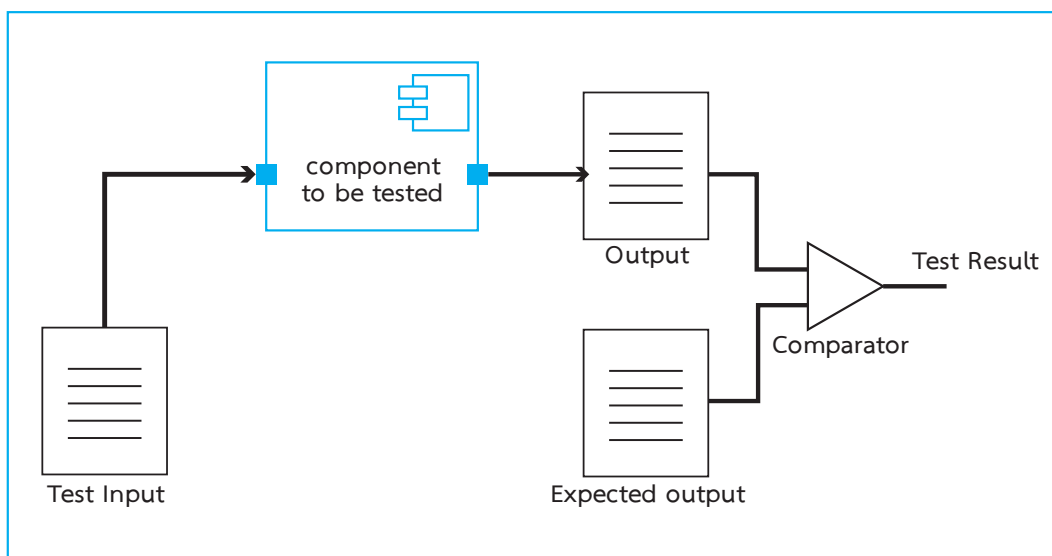 component
to be tested
Output
Test Result
Comparator
Test Input
Expected output